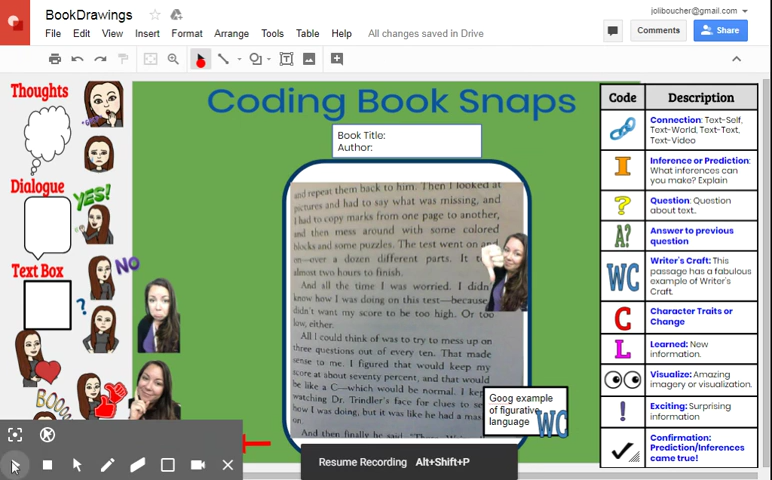 BookDrawings
joliboucher@gmail.com
File Edit View Insert Format Arrange Tools Table Help All changes saved in Drive
Comments
Share
Thoughts
Dialogue
YES!
Text Box
NO
?
BOOO
Coding Book Snaps
Book Title:
Author:
and repeat them back to him. Then I looked at
pictures and had to say what was missing, and
I had to copy marks from one page to another,
and then mess around with some colored
blocks and some puzzles. The test went on and
on—over a dozen different parts. It
almost two hours to finish.
And all the time I was worried. I didn
know how I was doing on this test—because
didn't want my score to be too high. Or too
low, either.
All I could think of was to try to mess up on
three questions out of every ten. That made
sense to me. I figured that would keep my
score at about seventy percent, and that would
be like a C—which would be normal. I kep
watching Dr. Trindler's face for clues to se
how I was doing, but it was like he had a mas
on.
And then finally he said,
Goog example
of figurative
language
WC
Code Description
Connection: Text-Self,
Text-World, Text-Text,
Text-Video
I
Inference or Prediction:
What inferences can
you make? Explain
?
Question: Question
about text.
A?
Answer to previous
question
WC
Writer's Craft: This
passage has a fabulous
example of Writer's
Craft.
C
Character Traits or
Change
L
Learned: New
information.
Visualize: Amazing
imagery or visualization.
!
Exciting: Surprising
information
Confirmation:
Prediction/Inferences
came true!
Resume Recording Alt+Shift+P